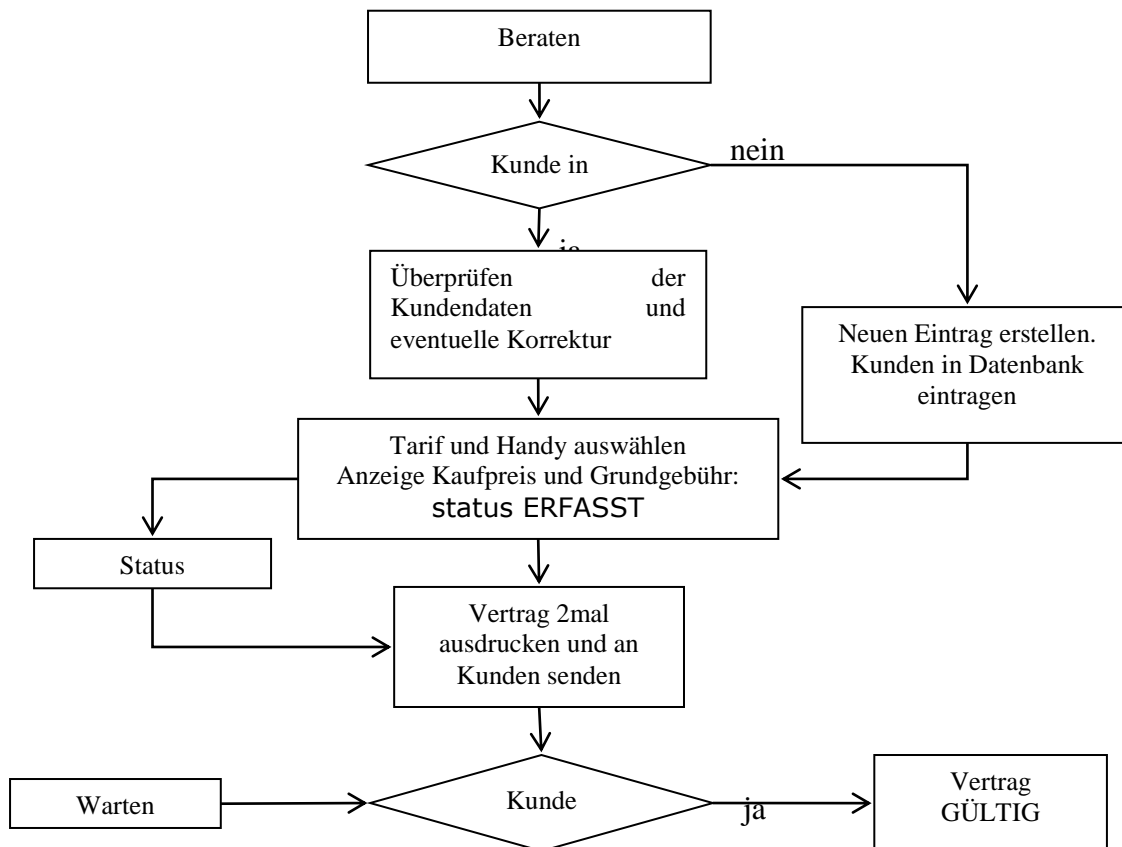 Beraten
Kunde in
nein
ja
Überprüfen der
Kundendaten und
eventuelle Korrektur
Neuen Eintrag erstellen.
Kunden in Datenbank
eintragen
Tarif und Handy auswählen
Anzeige Kaufpreis und Grundgebühr:
status ERFASST
Status
Vertrag 2mal
ausdrucken und an
Kunden senden
Warten
Kunde
ja
Vertrag
GÜLTIG